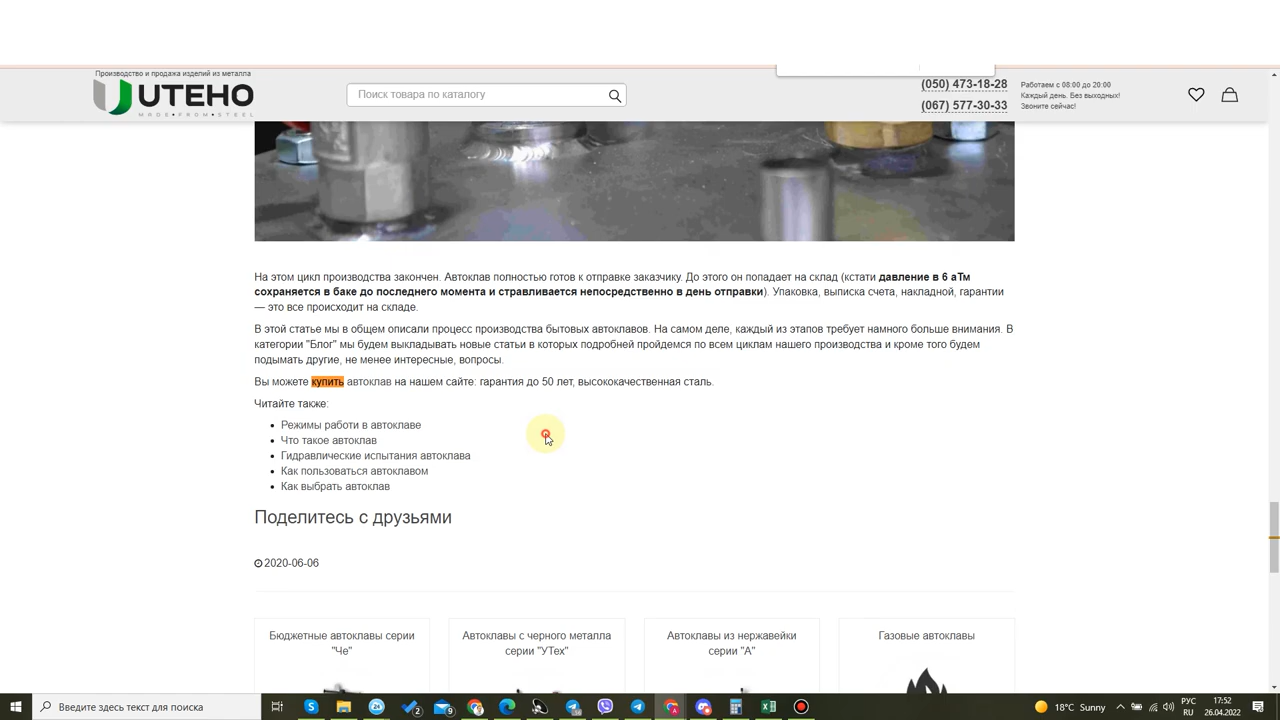 Производство и продажа изделий из металла
UTEHO
MADE•FROM•STEEL
Поиск товара по каталогу
(050) 473-18-28
(067) 577-30-33
Работаем с 08:00 до 20:00
Каждый день. Без выходных!
Звоните сейчас!
На этом цикл производства закончен. Автоклав полностью готов к отправке заказчику. До этого он попадает на склад (кстати давление в 6 аТм
сохраняется в баке до последнего момента и стравливается непосредственно в день отправки). Упаковка, выписка счета, накладной, гарантии
— это все происходит на складе.
В этой статье мы в общем описали процесс производства бытовых автоклавов. На самом деле, каждый из этапов требует намного больше внимания. В
категории "Блог" мы будем выкладывать новые статьи в которых подробней пройдемся по всем циклам нашего производства и кроме того будем
подымать другие, не менее интересные, вопросы.
Вы можете купить автоклав на нашем сайте: гарантия до 50 лет, высококачественная сталь.
Читайте также:
Режимы работи в автоклаве
Что такое автоклав
Гидравлические испытания автоклава
Как пользоваться автоклавом
Как выбрать автоклав
Поделитесь с друзьями
2020-06-06
Бюджетные автоклавы серии
"Че"
Автоклавы с черного металла
серии "УТех"
Автоклавы из нержавейки
серии "А"
Газовые автоклавы
Введите здесь текст для поиска
18°C Sunny
РУС
RU
17:52
26.04.2022